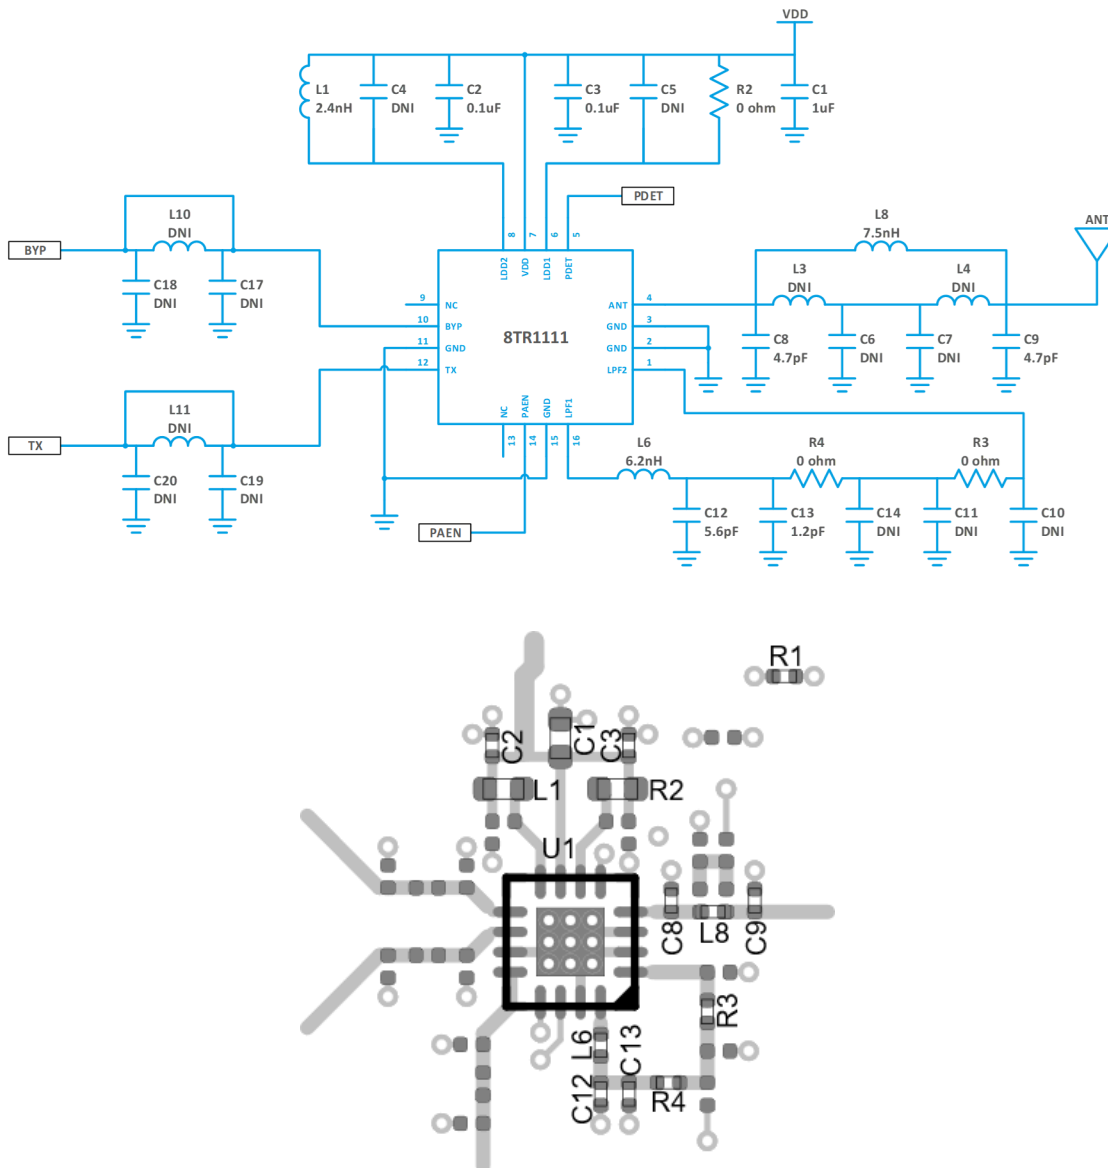 VDD
L1
2.4nH
C4
DNI
C2
0.1uF
C3
0.1uF
C5
DNI
R2
0 ohm
C1
1uF
PDET
L10
DNI
BYP
C18
DNI
C17
DNI
8
7
6
5
LDD2
VDD
LDD1
PDET
L8
7.5nH
ANT
L3
DNI
L4
DNI
9
NC
ANT
4
10
BYP
GND
3
11
GND
8TR1111
GND
2
12
TX
LPF2
1
C8
4.7pF
C6
DNI
C7
DNI
C9
4.7pF
L11
DNI
TX
C20
DNI
C19
DNI
NC
PAEN
GND
LPF1
13
14
15
16
L6
6.2nH
R4
0 ohm
R3
0 ohm
C12
5.6pF
C13
1.2pF
C14
DNI
C11
DNI
C10
DNI
PAEN
R1
C2
C1
C3
L1
R2
U1
C8
L8
C9
R3
L6
C13
C12
R4